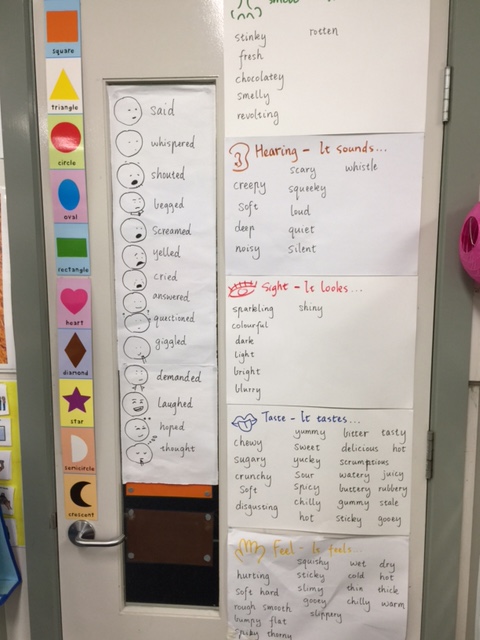 square
triangle
circle
oval
rectangle
heart
diamond
star
semicircle
crescent
said
whispered
shouted
begged
screamed
yelled
cried
answered
questioned
giggled
demanded
Laughed
hoped
thought
stinky rotten
fresh
chocolatey
smelly
revolting
Hearing - It sounds...
scary whistle
creepy squeeky
soft loud
deep quiet
noisy silent
Sight - It looks...
sparkling shiny
colourful
dark
light
bright
blurry
Taste - It tastes...
yummy bitter tasty
chewy sweet delicious hot
sugary yucky scrumptious
crunchy sour watery juicy
soft spicy buttery rubbery
disgusting chilly gummy stale
hot sticky gooey
Feel - It feels...
squishy wet dry
hurting sticky cold hot
soft hard slimy thin thick
rough smooth gooey chilly warm
bumpy flat slippery
thorny